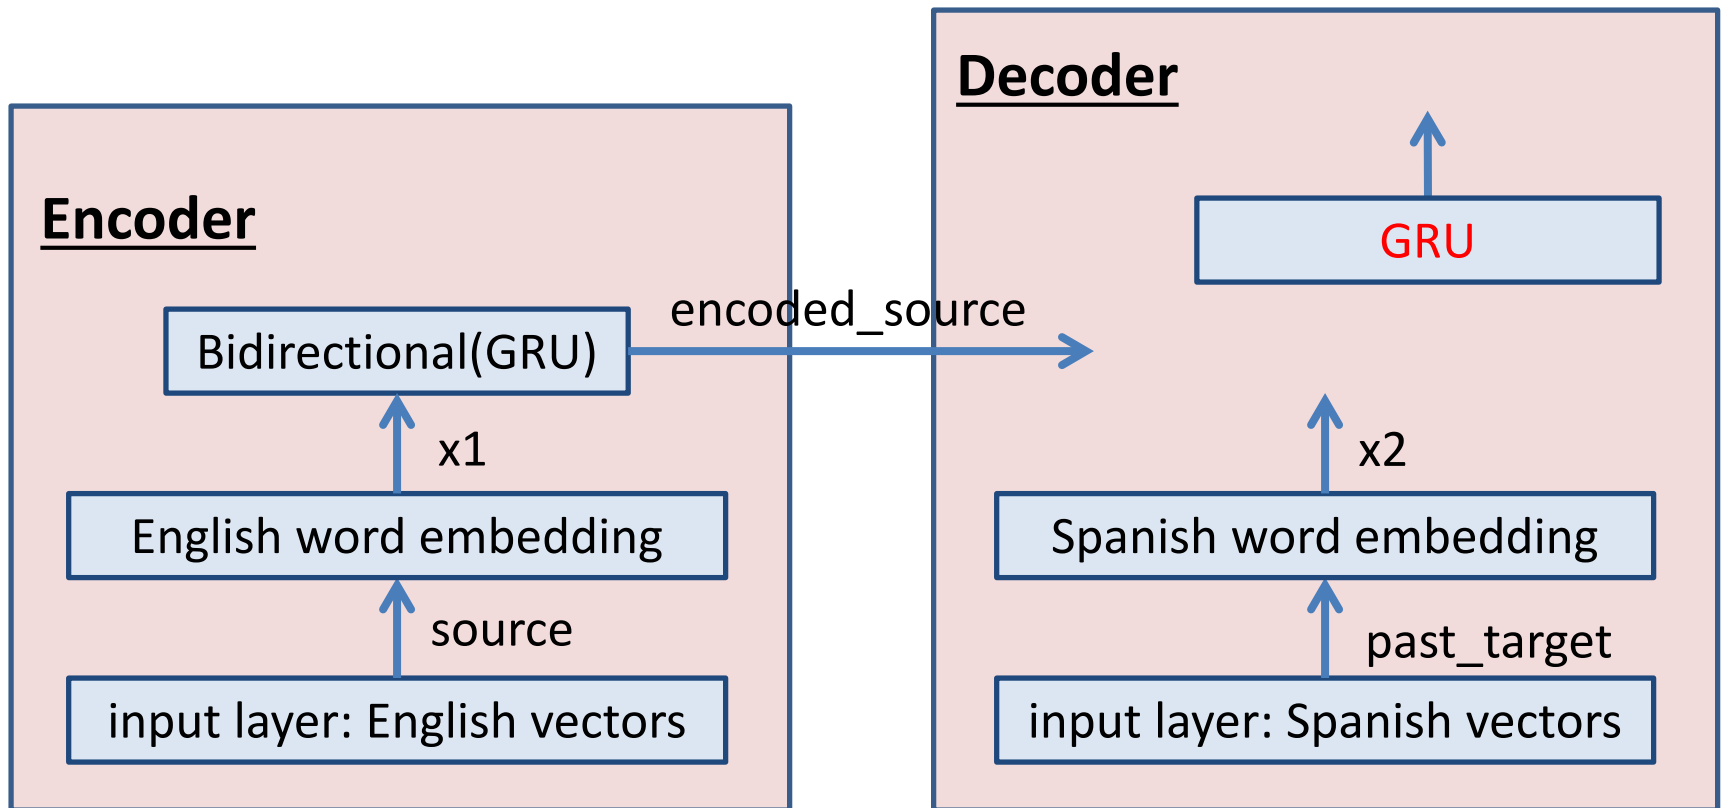 Encoder
Bidirectional(GRU)
x1
English word embedding
source
input layer: English vectors
encoded_source
Decoder
GRU
x2
Spanish word embedding
past_target
input layer: Spanish vectors